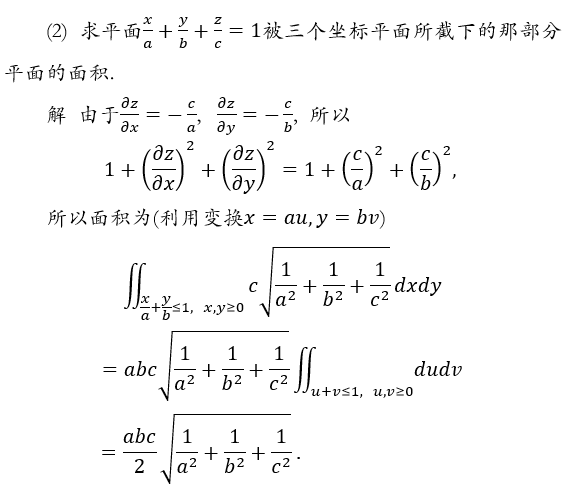 (2) 求平面x/a + y/b + z/c = 1被三个坐标平面所截下的那部分
平面的面积.
解 由于∂z/∂x = −c/a, ∂z/∂y = −c/b, 所以
1 + (∂z/∂x)² + (∂z/∂y)² = 1 + (c/a)² + (c/b)²,
所以面积为(利用变换x = au, y = bv)
∬_{x/a+y/b≤1, x,y≥0} c√(1/a² + 1/b² + 1/c²) dxdy
= abc√(1/a² + 1/b² + 1/c²) ∬_{u+v≤1, u,v≥0} dudv
= abc/2 √(1/a² + 1/b² + 1/c²).